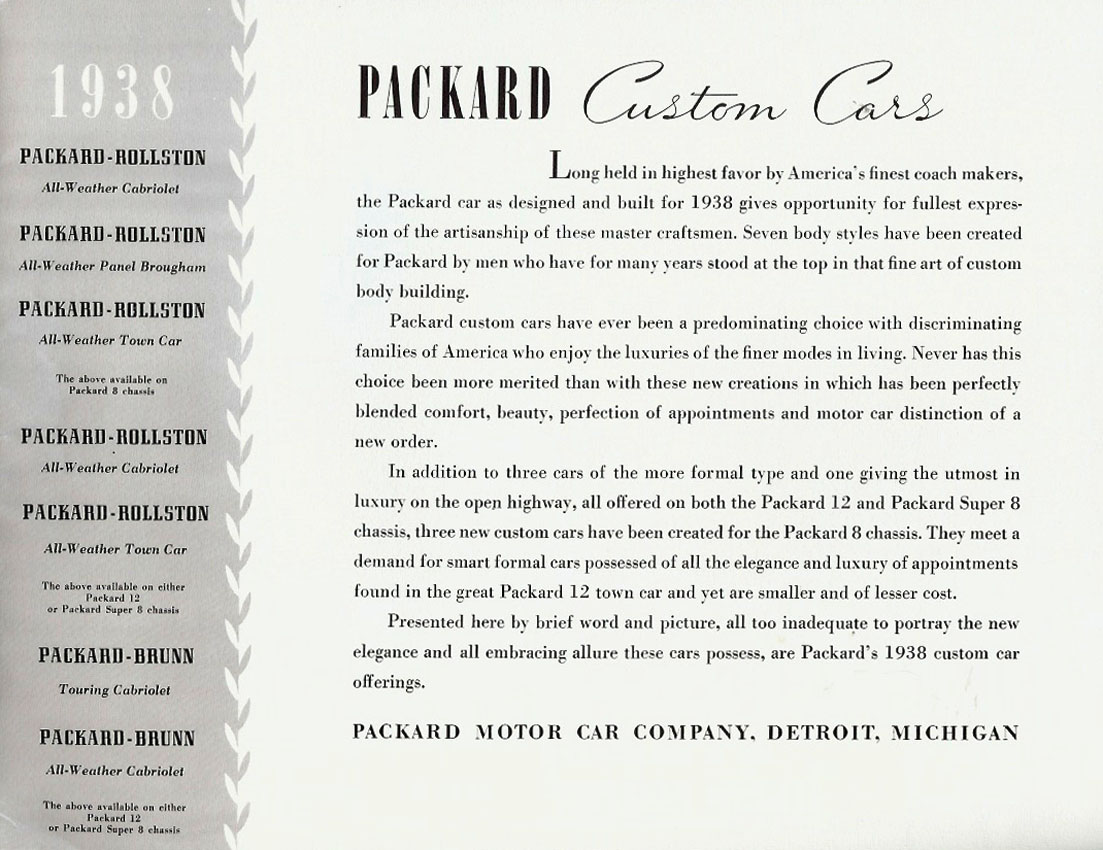 1938
PACKARD-ROLLSTON
All-Weather Cabriolet
PACKARD-ROLLSTON
All-Weather Panel Brougham
PACKARD-ROLLSTON
All-Weather Town Car
The above available on
Packard 8 chassis
PACKARD-ROLLSTON
All-Weather Cabriolet
PACKARD-ROLLSTON
All-Weather Town Car
The above available on either
Packard 12
or Packard Super 8 chassis
PACKARD-BRUNN
Touring Cabriolet
PACKARD-BRUNN
All-Weather Cabriolet
The above available on either
Packard 12
or Packard Super 8 chassis
PACKARD Custom Cars
Long held in highest favor by America's finest coach makers,
the Packard car as designed and built for 1938 gives opportunity for fullest expres-
sion of the artisanship of these master craftsmen. Seven body styles have been created
for Packard by men who have for many years stood at the top in that fine art of custom
body building.
Packard custom cars have ever been a predominating choice with discriminating
families of America who enjoy the luxuries of the finer modes in living. Never has this
choice been more merited than with these new creations in which has been perfectly
blended comfort, beauty, perfection of appointments and motor car distinction of a
new order.
In addition to three cars of the more formal type and one giving the utmost in
luxury on the open highway, all offered on both the Packard 12 and Packard Super 8
chassis, three new custom cars have been created for the Packard 8 chassis. They meet a
demand for smart formal cars possessed of all the elegance and luxury of appointments
found in the great Packard 12 town car and yet are smaller and of lesser cost.
Presented here by brief word and picture, all too inadequate to portray the new
elegance and all embracing allure these cars possess, are Packard's 1938 custom car
offerings.
PACKARD MOTOR CAR COMPANY, DETROIT, MICHIGAN